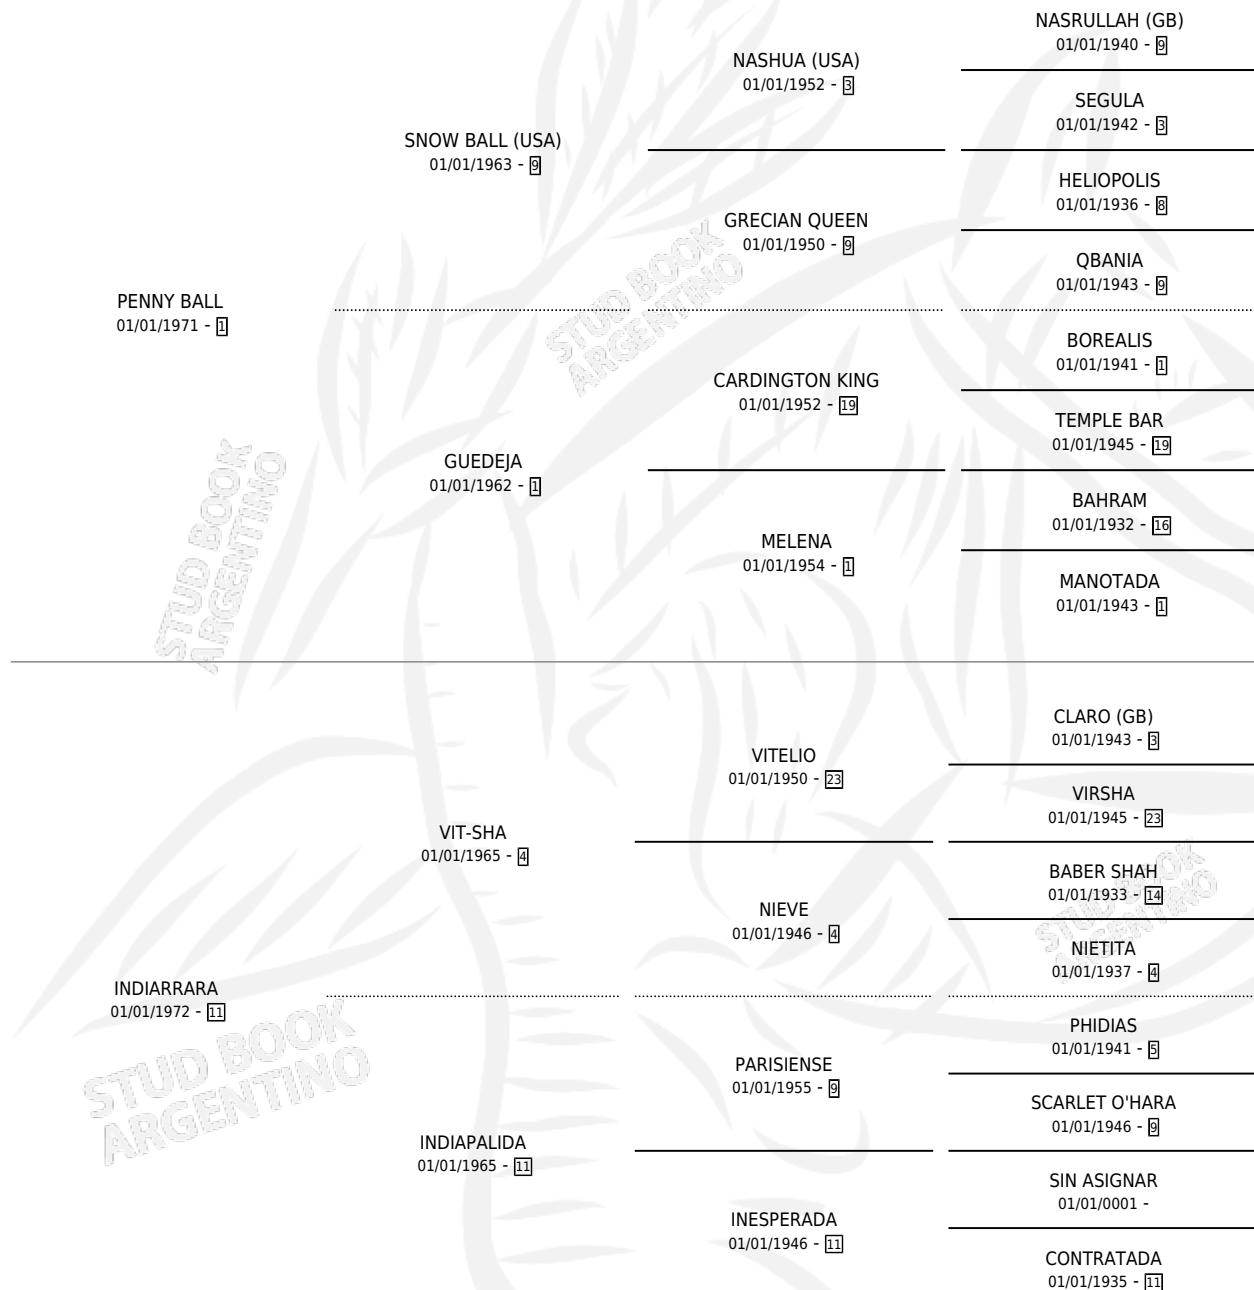 NASRULLAH (GB)
01/01/1940 - 9
NASHUA (USA)
01/01/1952 - 3
SEGULA
01/01/1942 - 3
SNOW BALL (USA)
01/01/1963 - 9
HELIOPOLIS
01/01/1936 - 8
GRECIAN QUEEN
01/01/1950 - 9
QBANIA
01/01/1943 - 9
PENNY BALL
01/01/1971 - 1
BOREALIS
01/01/1941 - 1
CARDINGTON KING
01/01/1952 - 19
TEMPLE BAR
01/01/1945 - 19
GUEDEJA
01/01/1962 - 1
BAHRAM
01/01/1932 - 16
MELENA
01/01/1954 - 1
MANOTADA
01/01/1943 - 1
CLARO (GB)
01/01/1943 - 3
VITELIO
01/01/1950 - 23
VIRSHA
01/01/1945 - 23
VIT-SHA
01/01/1965 - 4
BABER SHAH
01/01/1933 - 14
NIEVE
01/01/1946 - 4
NIETITA
01/01/1937 - 4
INDIARRARA
01/01/1972 - 11
PHIDIAS
01/01/1941 - 5
PARISIENSE
01/01/1955 - 9
SCARLET O'HARA
01/01/1946 - 9
INDIAPALIDA
01/01/1965 - 11
SIN ASIGNAR
01/01/0001 -
INESPERADA
01/01/1946 - 11
CONTRATADA
01/01/1935 - 11
STUD BOOK
ARGENTINO
STUD BOOK
ARGENTINO
STUD BOOK
ARGENTINO
STUD BOOK
ARGENTINO